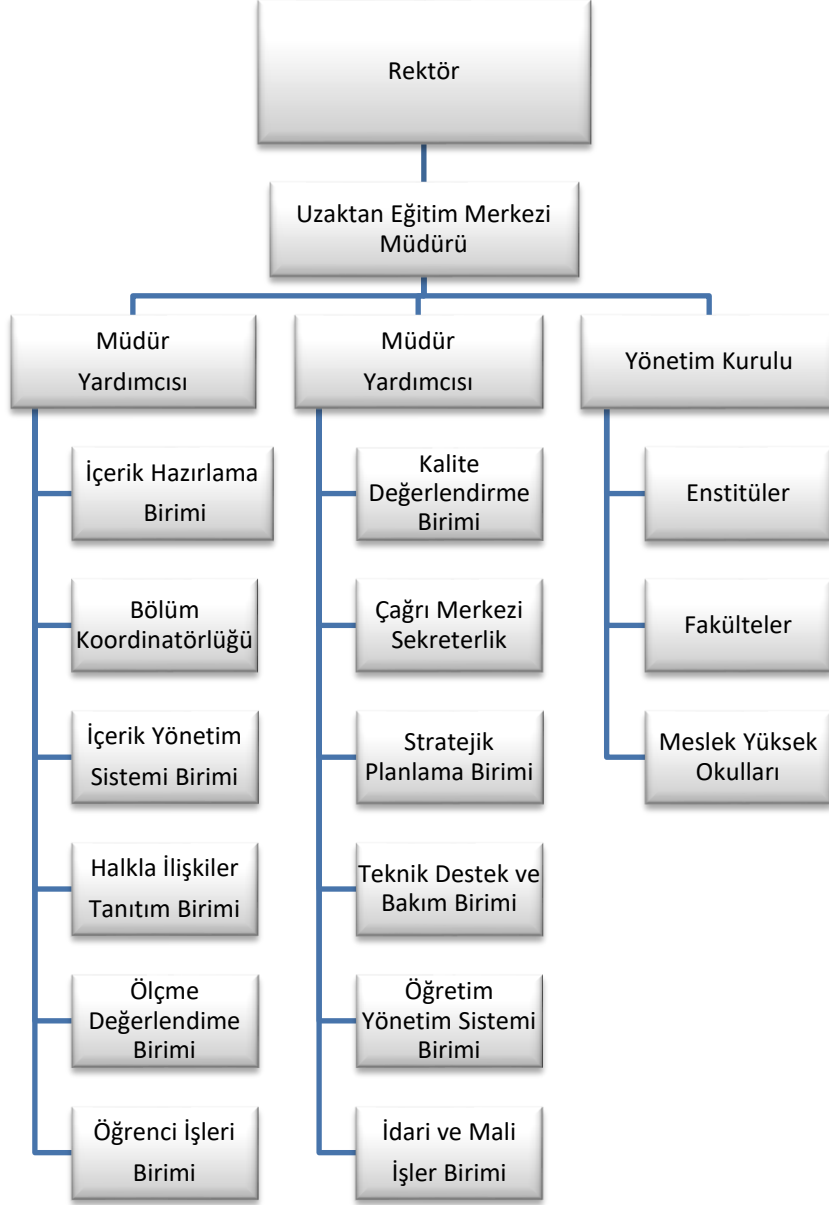 Rektör
Uzaktan Eğitim Merkezi
Müdürü
Müdür
Yardımcısı
İçerik Hazırlama
Birimi
Bölüm
Koordinatörlüğü
İçerik Yönetim
Sistemi Birimi
Halkla İlişkiler
Tanıtım Birimi
Ölçme
Değerlendime
Birimi
Öğrenci İşleri
Birimi
Müdür
Yardımcısı
Kalite
Değerlendirme
Birimi
Çağrı Merkezi
Sekreterlik
Stratejik
Planlama Birimi
Teknik Destek ve
Bakım Birimi
Öğretim
Yönetim Sistemi
Birimi
İdari ve Mali
İşler Birimi
Yönetim Kurulu
Enstitüler
Fakülteler
Meslek Yüksek
Okulları